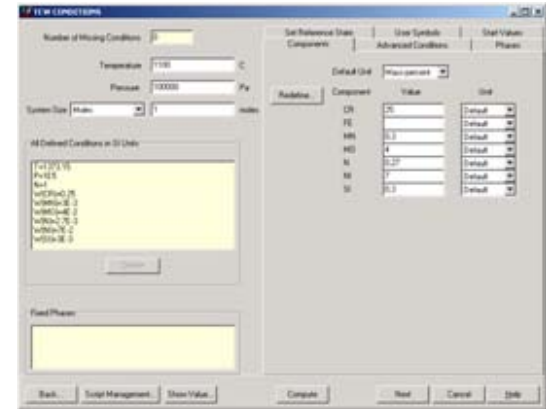 TCW CONDITIONS
Number of Missing Conditions 0
Temperature 1100 C
Pressure 100000 Pa
System Size Moles 1 moles
All Defined Conditions in SI Units
T=1373.15
P=1E5
N=1
W(CR)=0.25
W(MN)=3E-3
W(MO)=4E-2
W(N)=2.7E-3
W(NI)=7E-2
W(SI)=3E-3
Delete
Fixed Phases
Set Reference State
User Symbols
Start Values
Components
Advanced Conditions
Phases
Default Unit Mass-percent
Redefine...
Component Value Unit
CR 25 Default
FE Default
MN 0.3 Default
MO 4 Default
N 0.27 Default
NI 7 Default
SI 0.3 Default
Back...
Script Management...
Show Value...
Compute
Next
Cancel
Help